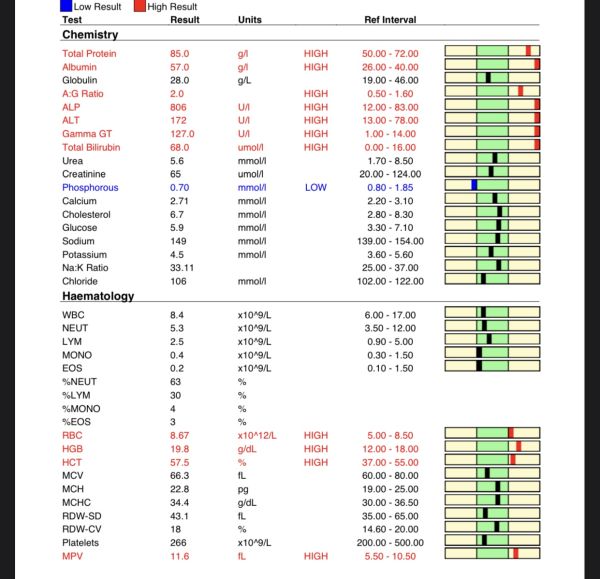 Low Result High Result
Test Result Units Ref Interval
Chemistry
Total Protein 85.0 g/l HIGH 50.00 - 72.00
Albumin 57.0 g/l HIGH 26.00 - 40.00
Globulin 28.0 g/L 19.00 - 46.00
A:G Ratio 2.0 HIGH 0.50 - 1.60
ALP 806 U/l HIGH 12.00 - 83.00
ALT 172 U/l HIGH 13.00 - 78.00
Gamma GT 127.0 U/l HIGH 1.00 - 14.00
Total Bilirubin 68.0 umol/l HIGH 0.00 - 16.00
Urea 5.6 mmol/l 1.70 - 8.50
Creatinine 65 umol/l 20.00 - 124.00
Phosphorous 0.70 mmol/l LOW 0.80 - 1.85
Calcium 2.71 mmol/l 2.20 - 3.10
Cholesterol 6.7 mmol/l 2.80 - 8.30
Glucose 5.9 mmol/l 3.30 - 7.10
Sodium 149 mmol/l 139.00 - 154.00
Potassium 4.5 mmol/l 3.60 - 5.60
Na:K Ratio 33.11 25.00 - 37.00
Chloride 106 mmol/l 102.00 - 122.00
Haematology
WBC 8.4 x10^9/L 6.00 - 17.00
NEUT 5.3 x10^9/L 3.50 - 12.00
LYM 2.5 x10^9/L 0.90 - 5.00
MONO 0.4 x10^9/L 0.30 - 1.50
EOS 0.2 x10^9/L 0.10 - 1.50
%NEUT 63 %
%LYM 30 %
%MONO 4 %
%EOS 3 %
RBC 8.67 x10^12/L HIGH 5.00 - 8.50
HGB 19.8 g/dL HIGH 12.00 - 18.00
HCT 57.5 % HIGH 37.00 - 55.00
MCV 66.3 fL 60.00 - 80.00
MCH 22.8 pg 19.00 - 25.00
MCHC 34.4 g/dL 30.00 - 36.50
RDW-SD 43.1 fL 35.00 - 65.00
RDW-CV 18 % 14.60 - 20.00
Platelets 266 x10^9/L 200.00 - 500.00
MPV 11.6 fL HIGH 5.50 - 10.50